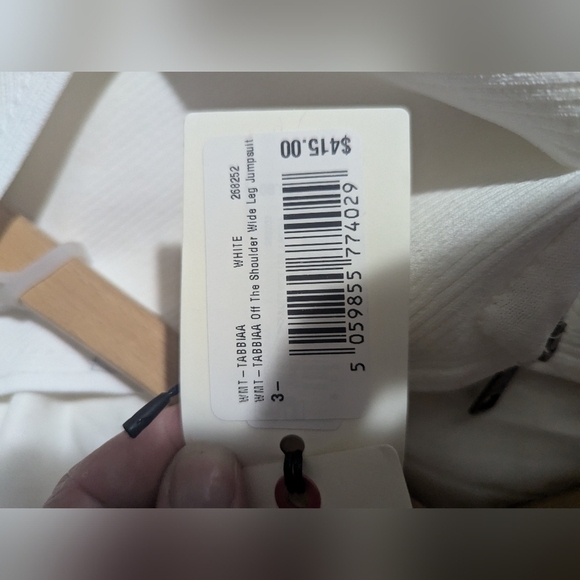 WMT-TABBIAA WHITE 268252
WMT-TABBIAA Off The Shoulder Wide Leg Jumpsuit
3-
5 059855 774029
$415.00